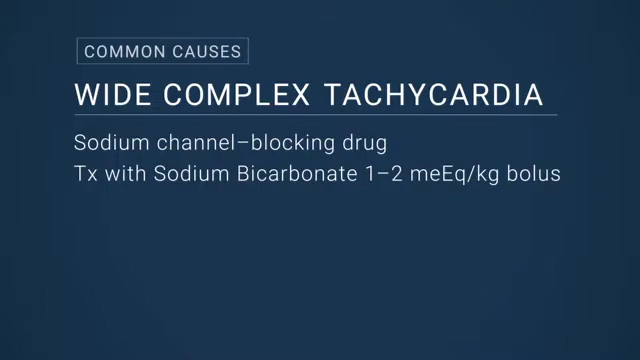 COMMON CAUSES
WIDE COMPLEX TACHYCARDIA
Sodium channel–blocking drug
Tx with Sodium Bicarbonate 1–2 meEq/kg bolus